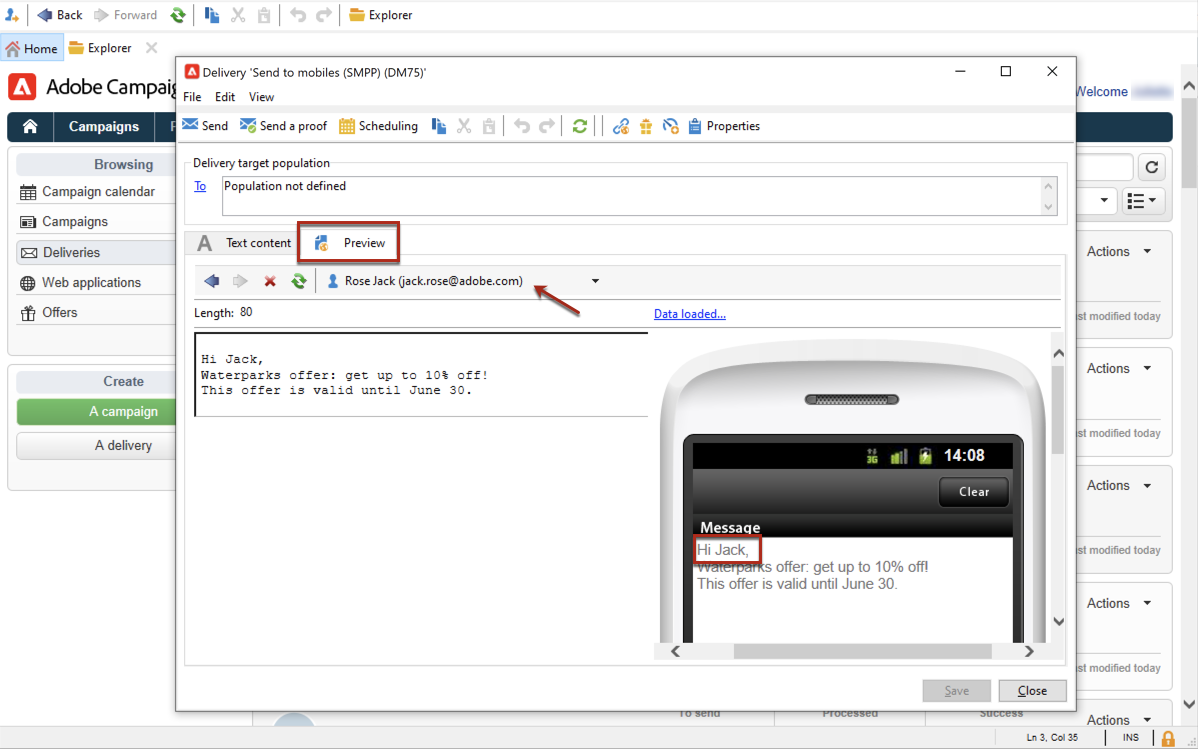 Back Forward Explorer
Home Explorer
Adobe Campaig
Welcome
Campaigns
Browsing
Campaign calendar
Campaigns
Deliveries
Web applications
Offers
Create
A campaign
A delivery
Delivery 'Send to mobiles (SMPP) (DM75)'
File Edit View
Send Send a proof Scheduling Properties
Delivery target population
To Population not defined
Text content Preview
Rose Jack (jack.rose@adobe.com)
Length: 80 Data loaded...
Hi Jack,
Waterparks offer: get up to 10% off!
This offer is valid until June 30.
3G 14:08
Clear
Message
Hi Jack,
Waterparks offer: get up to 10% off!
This offer is valid until June 30.
Save Close
Actions
st modified today
Actions
st modified today
Actions
st modified today
Actions
st modified today
Actions
To send Processed Success
Ln 3, Col 35 INS